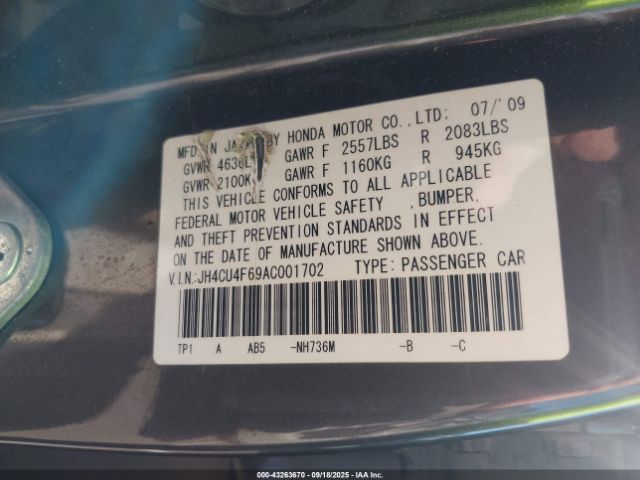 MFD IN BY HONDA MOTOR CO.,LTD: 07/'09
GVWR GAWR F 2557LBS R 2083LBS
GVWR 2100K GAWR F 1160KG R 945KG
THIS VEHICLE CONFORMS TO ALL APPLICABLE
FEDERAL MOTOR VEHICLE SAFETY ,BUMPER,
AND THEFT PREVENTION STANDARDS IN EFFECT
ON THE DATE OF MANUFACTURE SHOWN ABOVE.
V.I.N:JH4CU4F69AC001702 TYPE: PASSENGER CAR
TP1 A AB5 -NH736M -B -C
000-43263670 09/18/2025 IAA Inc.